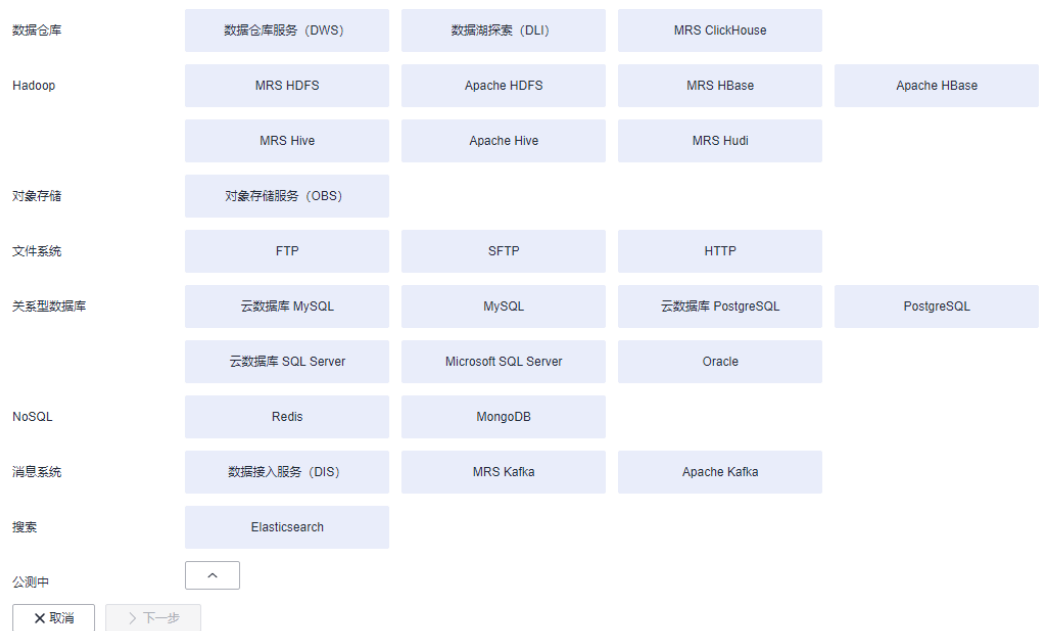 数据仓库 数据仓库服务（DWS） 数据湖探索（DLI） MRS ClickHouse
Hadoop MRS HDFS Apache HDFS MRS HBase Apache HBase
MRS Hive Apache Hive MRS Hudi
对象存储 对象存储服务（OBS）
文件系统 FTP SFTP HTTP
关系型数据库 云数据库 MySQL MySQL 云数据库 PostgreSQL PostgreSQL
云数据库 SQL Server Microsoft SQL Server Oracle
NoSQL Redis MongoDB
消息系统 数据接入服务（DIS） MRS Kafka Apache Kafka
搜索 Elasticsearch
公测中
取消 下一步